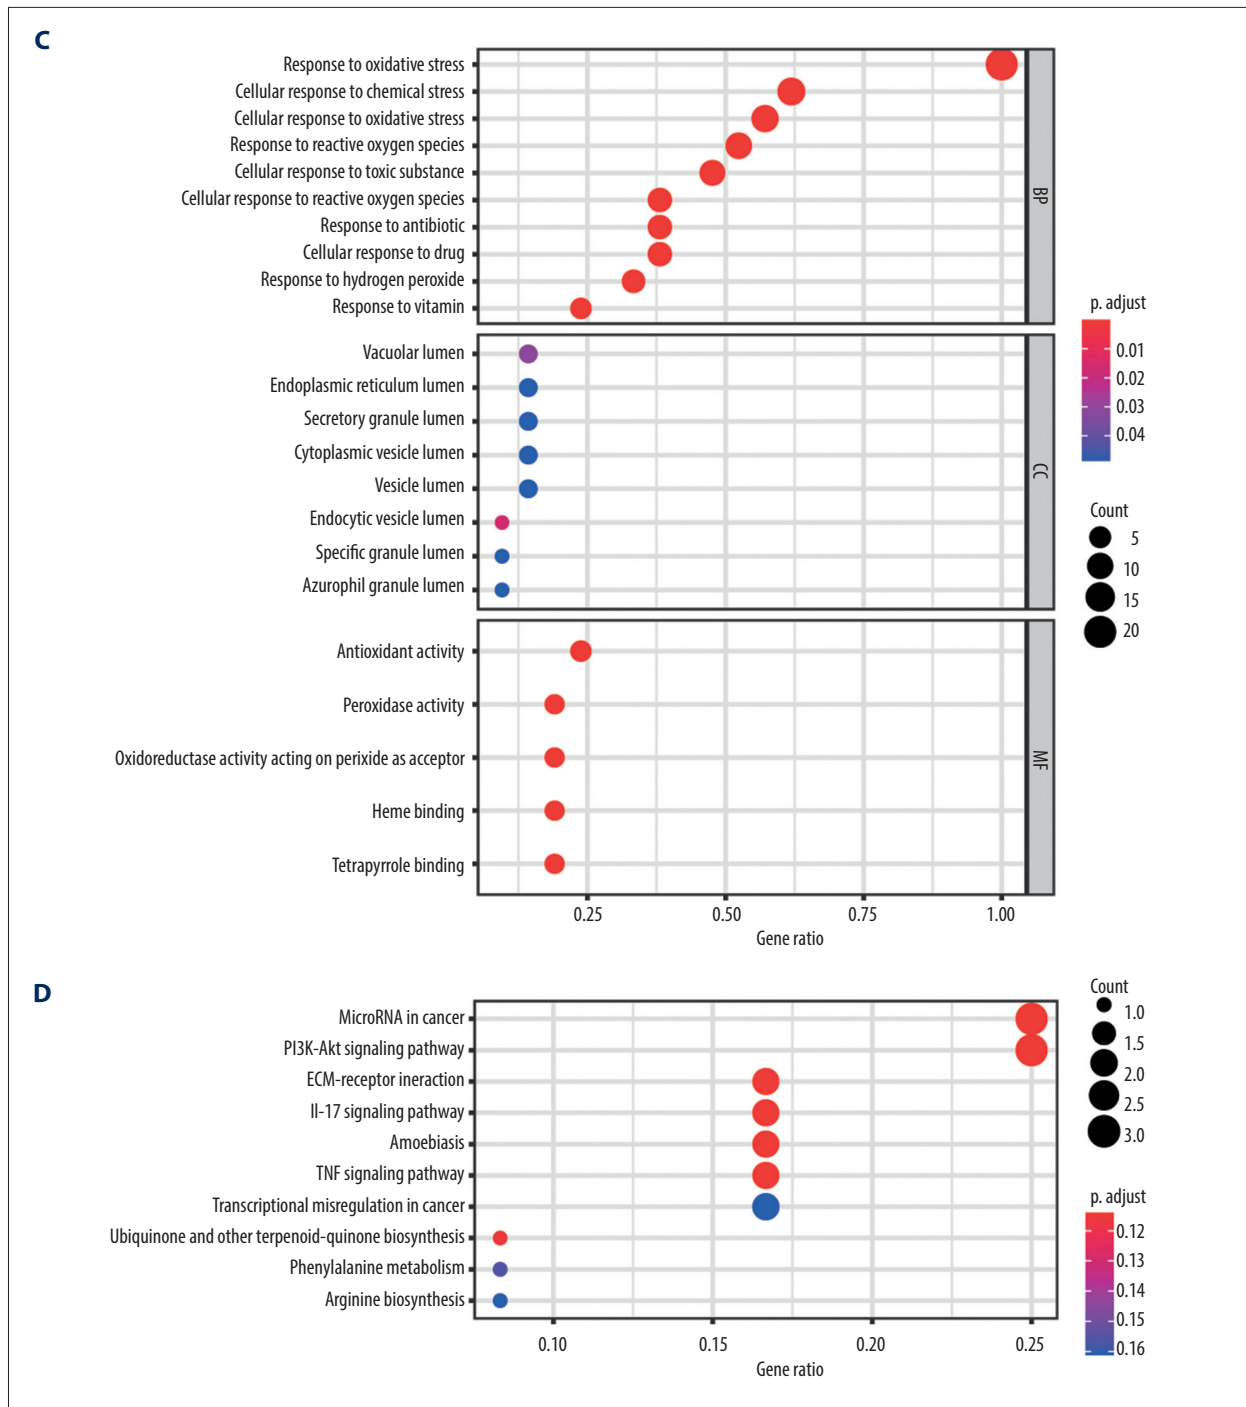 C
Response to oxidative stress
Cellular response to chemical stress
Cellular response to oxidative stress
Response to reactive oxygen species
Cellular response to toxic substance
Cellular response to reactive oxygen species
Response to antibiotic
Cellular response to drug
Response to hydrogen peroxide
Response to vitamin
BP
Vacuolar lumen
Endoplasmic reticulum lumen
Secretory granule lumen
Cytoplasmic vesicle lumen
Vesicle lumen
Endocytic vesicle lumen
Specific granule lumen
Azurophil granule lumen
CC
Antioxidant activity
Peroxidase activity
Oxidoreductase activity acting on perixide as acceptor
Heme binding
Tetrapyrrole binding
MF
0.25 0.50 0.75 1.00
Gene ratio
p. adjust
0.01
0.02
0.03
0.04
Count
5
10
15
20
D
MicroRNA in cancer
PI3K-Akt signaling pathway
ECM-receptor ineraction
Il-17 signaling pathway
Amoebiasis
TNF signaling pathway
Transcriptional misregulation in cancer
Ubiquinone and other terpenoid-quinone biosynthesis
Phenylalanine metabolism
Arginine biosynthesis
0.10 0.15 0.20 0.25
Gene ratio
Count
1.0
1.5
2.0
2.5
3.0
p. adjust
0.12
0.13
0.14
0.15
0.16